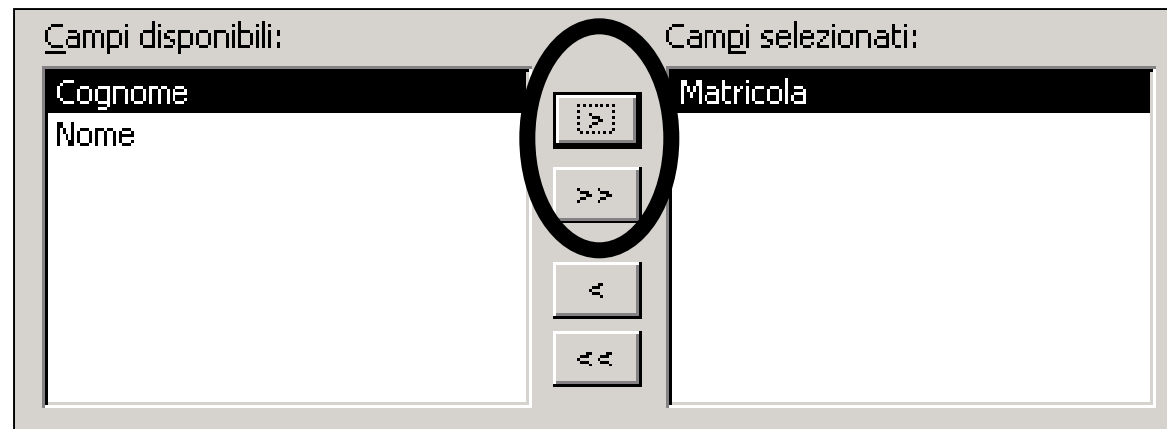 Campi disponibili:
Cognome
Nome
>
>>
<
<<
Campi selezionati:
Matricola